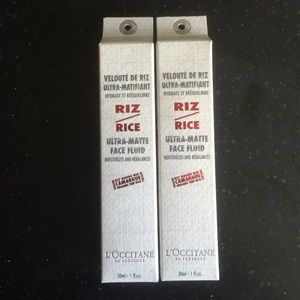 VELOUTÉ DE RIZ
ULTRA-MATIFIANT
HYDRATE ET RÉÉQUILIBRE
RIZ
RICE
ULTRA-MATTE
FACE FLUID
MOISTURIZES AND REBALANCES
CAMARGUE
L'OCCITANE
EN PROVENCE
30ml • 1 fl.oz.
VELOUTÉ DE RIZ
ULTRA-MATIFIANT
HYDRATE ET RÉÉQUILIBRE
RIZ
RICE
ULTRA-MATTE
FACE FLUID
MOISTURIZES AND REBALANCES
CAMARGUE
L'OCCITANE
EN PROVENCE
30ml • 1 fl.oz.